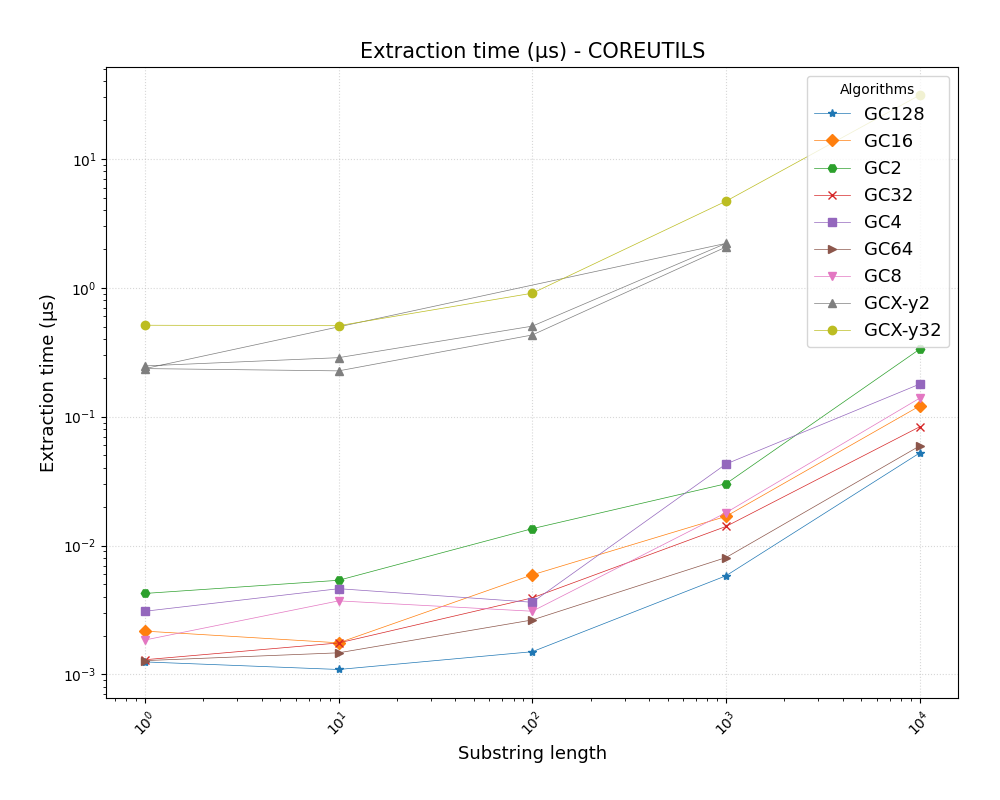 Extraction time (µs) - COREUTILS
Algorithms
GC128
GC16
GC2
GC32
GC4
GC64
GC8
GCX-y2
GCX-y32
Extraction time (µs)
10¹
10⁰
10⁻¹
10⁻²
10⁻³
10⁰ 10¹ 10² 10³ 10⁴
Substring length